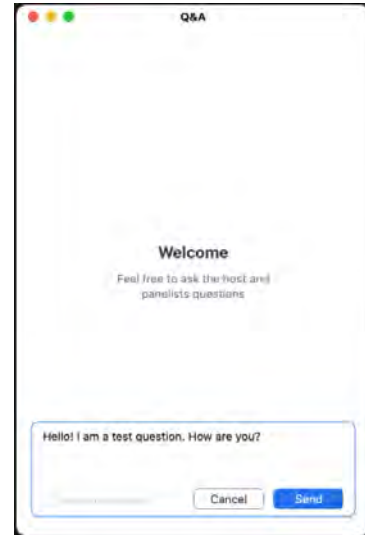 Q&A
Welcome
Feel free to ask the host and
panelists questions
Hello! I am a test question. How are you?
Cancel
Send